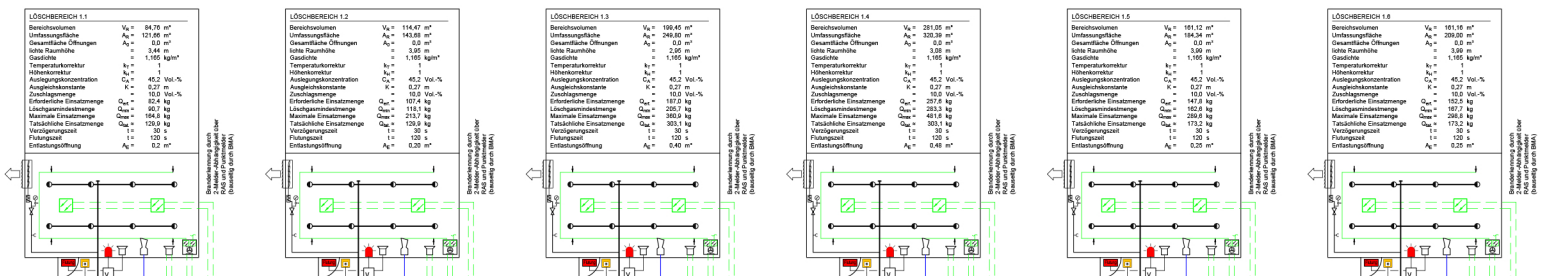 LÖSCHBEREICH 1.1
Bereichsvolumen V_R = 84,76 m³
Umfassungsfläche A_R = 121,66 m²
Gesamtfläche Öffnungen A_O = 0,0 m²
lichte Raumhöhe = 3,44 m
Gasdichte = 1,165 kg/m³
Temperaturkorrektur k_T = 1
Höhenkorrektur k_H = 1
Auslegungskonzentration C_A = 45,2 Vol.-%
Ausgleichskonstante K = 0,27 m
Zuschlagsmenge = 10,0 Vol.-%
Erforderliche Einsatzmenge Q_erf. = 82,4 kg
Löschgasmindestmenge Q_min = 90,7 kg
Maximale Einsatzmenge Q_max = 164,8 kg
Tatsächliche Einsatzmenge Q_tat. = 129,9 kg
Verzögerungszeit t = 30 s
Flutungszeit t = 120 s
Entlastungsöffnung A_E = 0,2 m²
Branderkennung durch
2-Melder-Abhängigkeit über
RAS und Punktmelder
(bauseitig durch BMA)
V
LÖSCHBEREICH 1.2
Bereichsvolumen V_R = 114,47 m³
Umfassungsfläche A_R = 143,68 m²
Gesamtfläche Öffnungen A_O = 0,0 m²
lichte Raumhöhe = 3,95 m
Gasdichte = 1,165 kg/m³
Temperaturkorrektur k_T = 1
Höhenkorrektur k_H = 1
Auslegungskonzentration C_A = 45,2 Vol.-%
Ausgleichskonstante K = 0,27 m
Zuschlagsmenge = 10,0 Vol.-%
Erforderliche Einsatzmenge Q_erf. = 107,4 kg
Löschgasmindestmenge Q_min = 118,1 kg
Maximale Einsatzmenge Q_max = 213,7 kg
Tatsächliche Einsatzmenge Q_tat. = 129,9 kg
Verzögerungszeit t = 30 s
Flutungszeit t = 120 s
Entlastungsöffnung A_E = 0,20 m²
Branderkennung durch
2-Melder-Abhängigkeit über
RAS und Punktmelder
(bauseitig durch BMA)
V
LÖSCHBEREICH 1.3
Bereichsvolumen V_R = 199,45 m³
Umfassungsfläche A_R = 249,80 m²
Gesamtfläche Öffnungen A_O = 0,0 m²
lichte Raumhöhe = 2,95 m
Gasdichte = 1,165 kg/m³
Temperaturkorrektur k_T = 1
Höhenkorrektur k_H = 1
Auslegungskonzentration C_A = 45,2 Vol.-%
Ausgleichskonstante K = 0,27 m
Zuschlagsmenge = 10,0 Vol.-%
Erforderliche Einsatzmenge Q_erf. = 187,0 kg
Löschgasmindestmenge Q_min = 205,7 kg
Maximale Einsatzmenge Q_max = 360,9 kg
Tatsächliche Einsatzmenge Q_tat. = 303,1 kg
Verzögerungszeit t = 30 s
Flutungszeit t = 120 s
Entlastungsöffnung A_E = 0,40 m²
Branderkennung durch
2-Melder-Abhängigkeit über
RAS und Punktmelder
(bauseitig durch BMA)
V
LÖSCHBEREICH 1.4
Bereichsvolumen V_R = 281,05 m³
Umfassungsfläche A_R = 320,39 m²
Gesamtfläche Öffnungen A_O = 0,0 m²
lichte Raumhöhe = 3,08 m
Gasdichte = 1,165 kg/m³
Temperaturkorrektur k_T = 1
Höhenkorrektur k_H = 1
Auslegungskonzentration C_A = 45,2 Vol.-%
Ausgleichskonstante K = 0,27 m
Zuschlagsmenge = 10,0 Vol.-%
Erforderliche Einsatzmenge Q_erf. = 257,6 kg
Löschgasmindestmenge Q_min = 283,3 kg
Maximale Einsatzmenge Q_max = 481,6 kg
Tatsächliche Einsatzmenge Q_tat. = 303,1 kg
Verzögerungszeit t = 30 s
Flutungszeit t = 120 s
Entlastungsöffnung A_E = 0,48 m²
Branderkennung durch
2-Melder-Abhängigkeit über
RAS und Punktmelder
(bauseitig durch BMA)
V
LÖSCHBEREICH 1.5
Bereichsvolumen V_R = 161,12 m³
Umfassungsfläche A_R = 184,34 m²
Gesamtfläche Öffnungen A_O = 0,0 m²
lichte Raumhöhe = 3,99 m
Gasdichte = 1,165 kg/m³
Temperaturkorrektur k_T = 1
Höhenkorrektur k_H = 1
Auslegungskonzentration C_A = 45,2 Vol.-%
Ausgleichskonstante K = 0,27 m
Zuschlagsmenge = 10,0 Vol.-%
Erforderliche Einsatzmenge Q_erf. = 147,8 kg
Löschgasmindestmenge Q_min = 162,6 kg
Maximale Einsatzmenge Q_max = 289,6 kg
Tatsächliche Einsatzmenge Q_tat. = 173,2 kg
Verzögerungszeit t = 30 s
Flutungszeit t = 120 s
Entlastungsöffnung A_E = 0,25 m²
Branderkennung durch
2-Melder-Abhängigkeit über
RAS und Punktmelder
(bauseitig durch BMA)
V
LÖSCHBEREICH 1.6
Bereichsvolumen V_R = 161,16 m³
Umfassungsfläche A_R = 209,00 m²
Gesamtfläche Öffnungen A_O = 0,0 m²
lichte Raumhöhe = 3,99 m
Gasdichte = 1,165 kg/m³
Temperaturkorrektur k_T = 1
Höhenkorrektur k_H = 1
Auslegungskonzentration C_A = 45,2 Vol.-%
Ausgleichskonstante K = 0,27 m
Zuschlagsmenge = 10,0 Vol.-%
Erforderliche Einsatzmenge Q_erf. = 152,5 kg
Löschgasmindestmenge Q_min = 167,7 kg
Maximale Einsatzmenge Q_max = 298,8 kg
Tatsächliche Einsatzmenge Q_tat. = 173,2 kg
Verzögerungszeit t = 30 s
Flutungszeit t = 120 s
Entlastungsöffnung A_E = 0,25 m²
Branderkennung durch
2-Melder-Abhängigkeit über
RAS und Punktmelder
(bauseitig durch BMA)
V